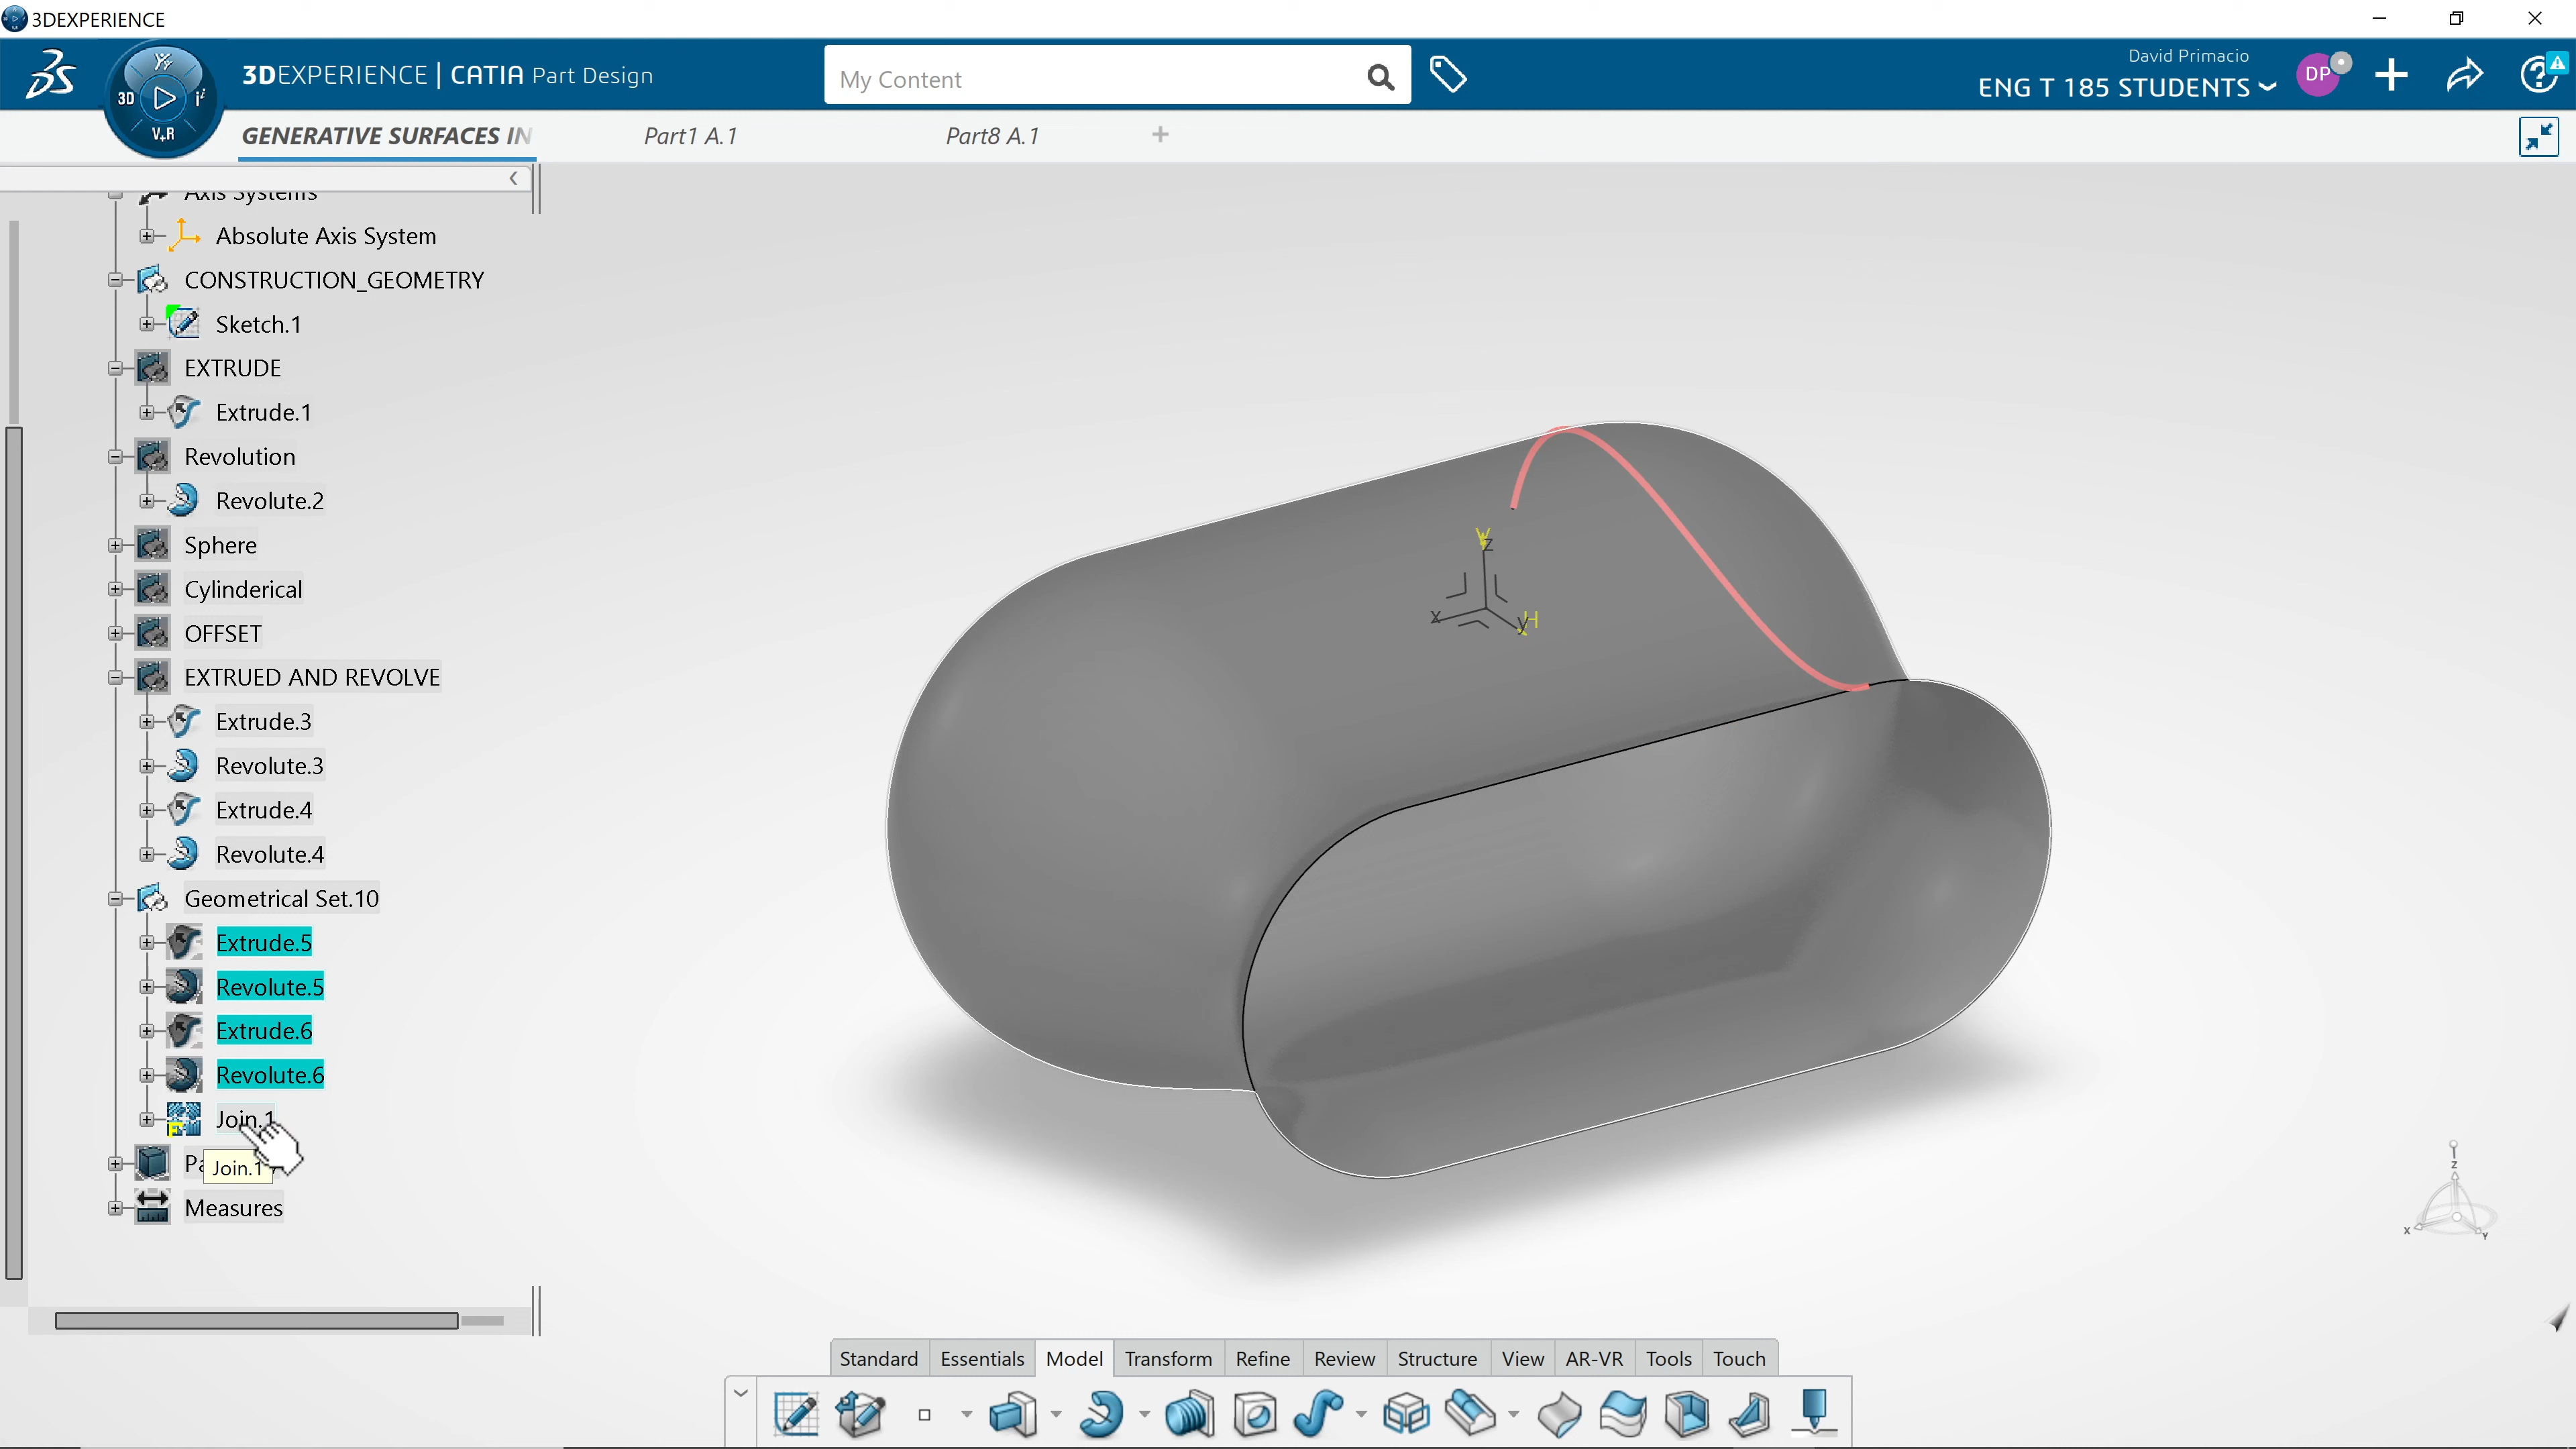 3DEXPERIENCE
3DEXPERIENCE | CATIA Part Design
3D
V+R
My Content
David Primacio
ENG T 185 STUDENTS
DP
GENERATIVE SURFACES IN
Part1 A.1
Part8 A.1
Axis Systems
Absolute Axis System
CONSTRUCTION_GEOMETRY
Sketch.1
EXTRUDE
Extrude.1
Revolution
Revolute.2
Sphere
Cylinderical
OFFSET
EXTRUED AND REVOLVE
Extrude.3
Revolute.3
Extrude.4
Revolute.4
Geometrical Set.10
Extrude.5
Revolute.5
Extrude.6
Revolute.6
Join.1
Join.1
Measures
V
z
x
y
H
z
x
Y
Standard
Essentials
Model
Transform
Refine
Review
Structure
View
AR-VR
Tools
Touch